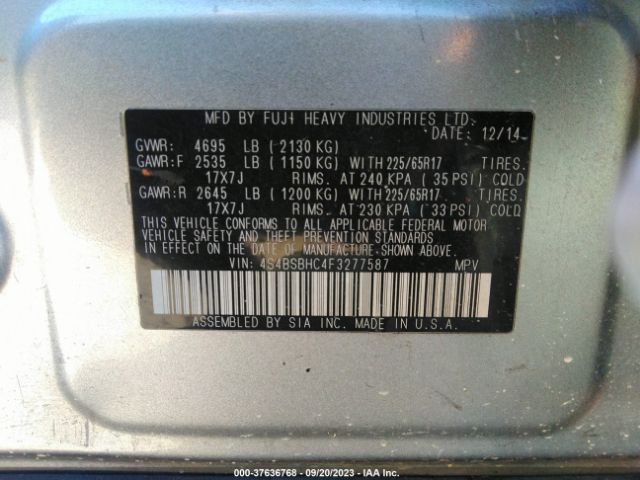 MFD BY FUJI HEAVY INDUSTRIES LTD.
DATE: 12/14
GVWR: 4695 LB (2130 KG)
GAWR:F 2535 LB (1150 KG) WITH 225/65R17 TIRES.
17X7J RIMS. AT 240 KPA (35 PSI) COLD
GAWR:R 2645 LB (1200 KG) WITH 225/65R17 TIRES.
17X7J RIMS. AT 230 KPA (33 PSI) COLD
THIS VEHICLE CONFORMS TO ALL APPLICABLE FEDERAL MOTOR
VEHICLE SAFETY AND THEFT PREVENTION STANDARDS
IN EFFECT ON THE DATE OF MANUFACTURE SHOWN ABOVE.
VIN: 4S4BSBHC4F3277587 MPV
ASSEMBLED BY SIA INC. MADE IN U.S.A.
000-37636768 - 09/20/2023 - IAA Inc.